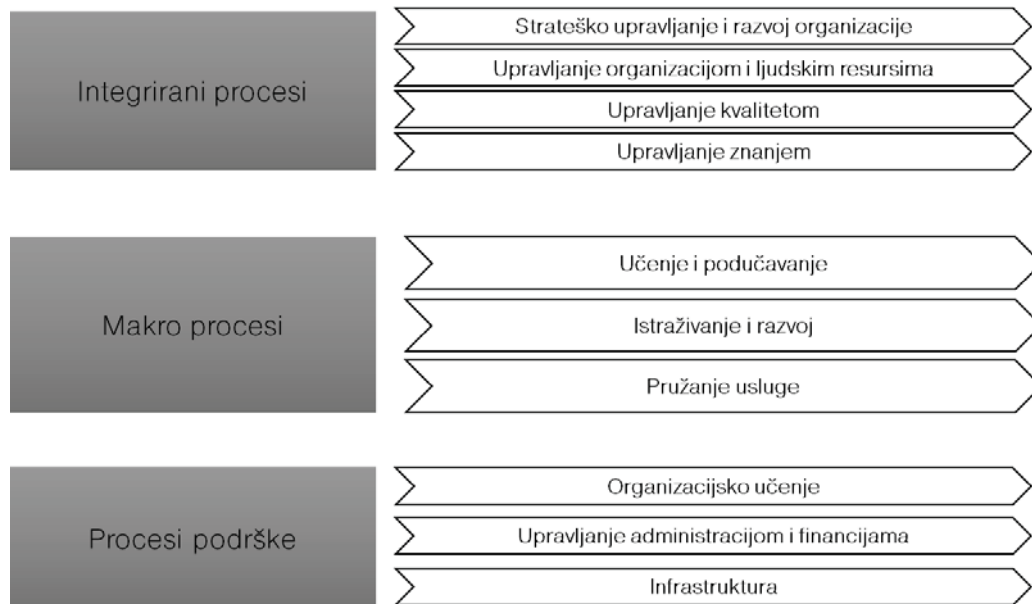 Integrirani procesi
Strateško upravljanje i razvoj organizacije
Upravljanje organizacijom i ljudskim resursima
Upravljanje kvalitetom
Upravljanje znanjem
Makro procesi
Učenje i podučavanje
Istraživanje i razvoj
Pružanje usluge
Procesi podrške
Organizacijsko učenje
Upravljanje administracijom i financijama
Infrastruktura